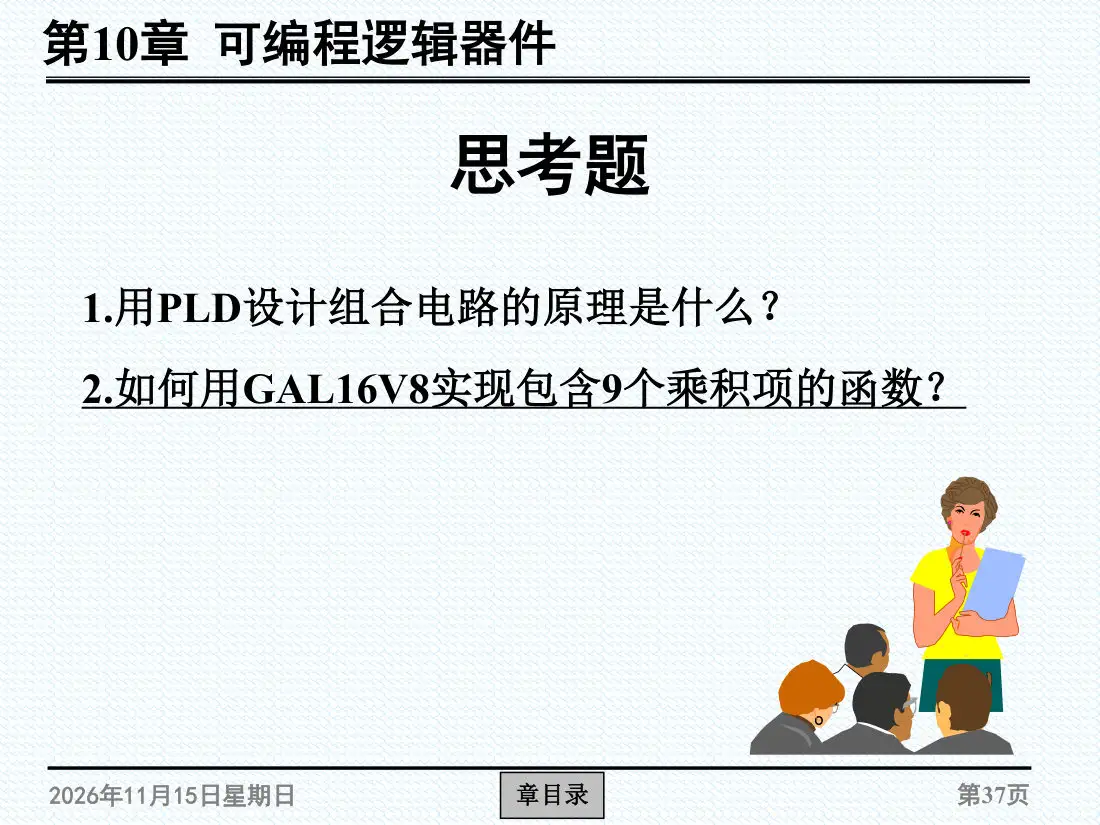 第10章 可编程逻辑器件
思考题
1.用PLD设计组合电路的原理是什么？
2.如何用GAL16V8实现包含9个乘积项的函数？
2026年11月15日星期日
章目录
第37页